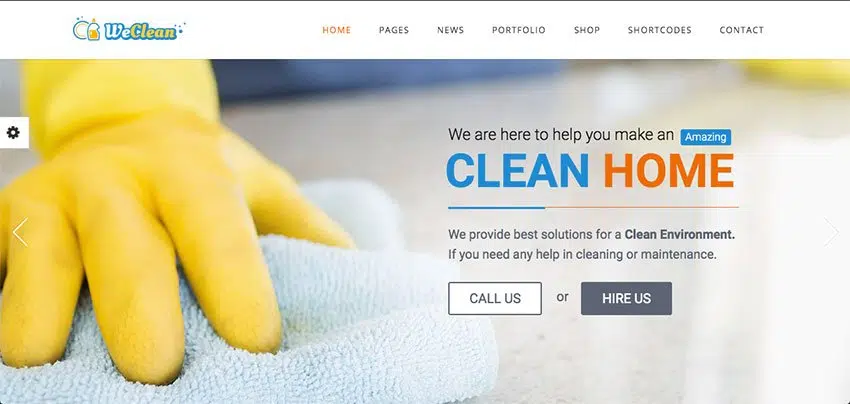 WeClean
HOME PAGES NEWS PORTFOLIO SHOP SHORTCODES CONTACT
We are here to help you make an Amazing
CLEAN HOME
We provide best solutions for a Clean Environment.
If you need any help in cleaning or maintenance.
CALL US or HIRE US